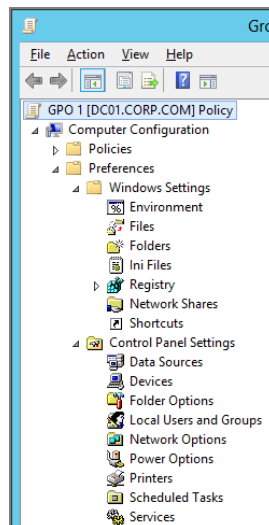 Gro
File Action View Help
GPO 1 [DC01.CORP.COM] Policy
Computer Configuration
Policies
Preferences
Windows Settings
Environment
Files
Folders
Ini Files
Registry
Network Shares
Shortcuts
Control Panel Settings
Data Sources
Devices
Folder Options
Local Users and Groups
Network Options
Power Options
Printers
Scheduled Tasks
Services